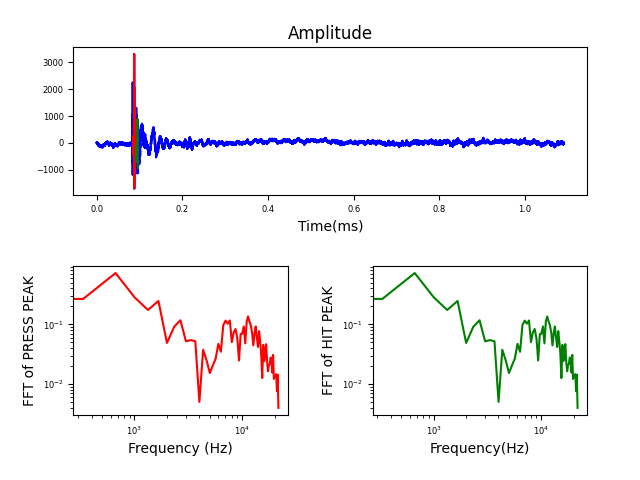 Amplitude
3000
2000
1000
0
−1000
0.0 0.2 0.4 0.6 0.8 1.0
Time(ms)
FFT of PRESS PEAK
10⁻¹
10⁻²
10³ 10⁴
Frequency (Hz)
FFT of HIT PEAK
10⁻¹
10⁻²
10³ 10⁴
Frequency(Hz)